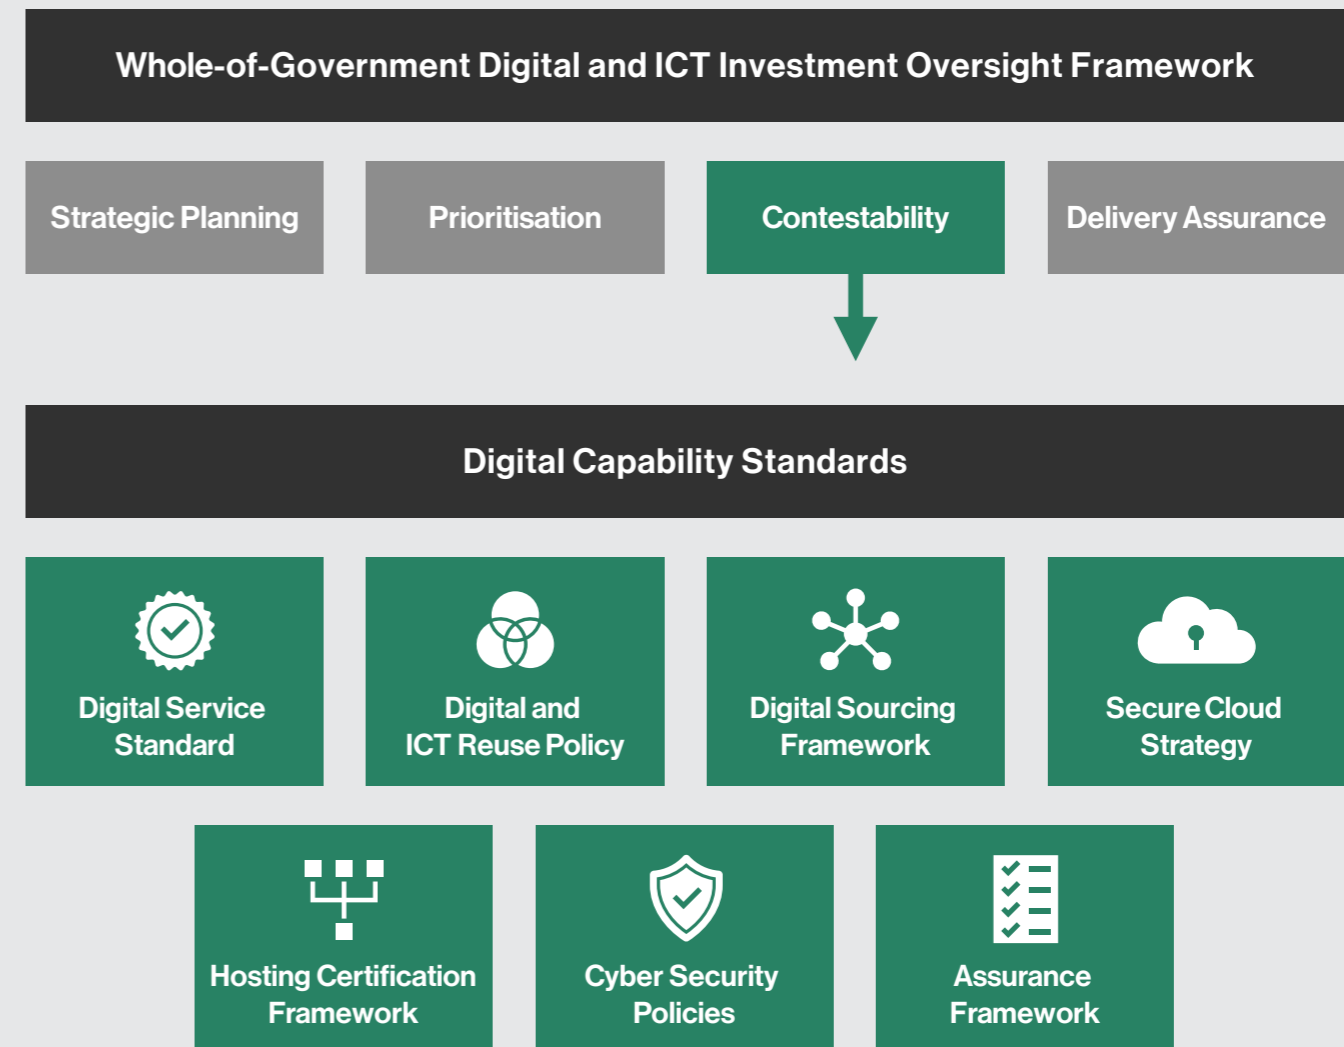 Whole-of-Government Digital and ICT Investment Oversight Framework
Strategic Planning
Prioritisation
Contestability
Delivery Assurance
Digital Capability Standards
Digital Service
Standard
Digital and
ICT Reuse Policy
Digital Sourcing
Framework
Secure Cloud
Strategy
Hosting Certification
Framework
Cyber Security
Policies
Assurance
Framework